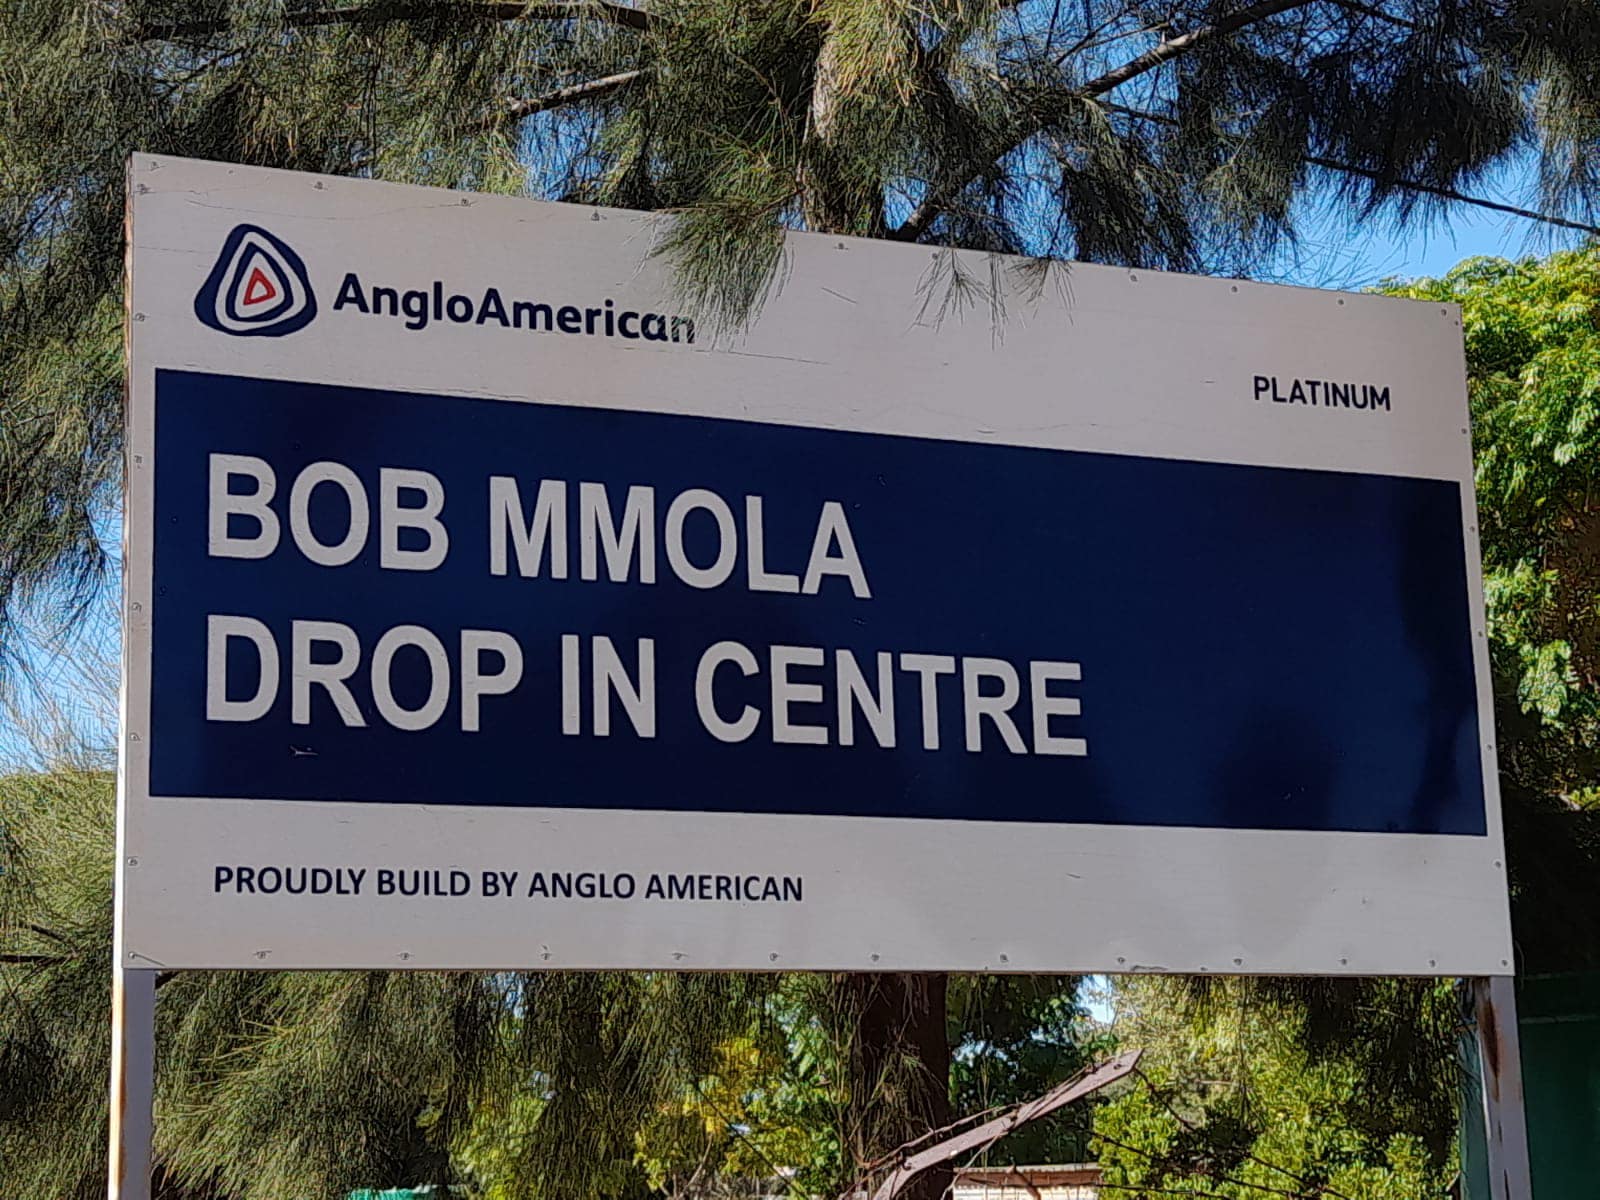 AngloAmerican
PLATINUM
BOB MMOLA
DROP IN CENTRE
PROUDLY BUILD BY ANGLO AMERICAN